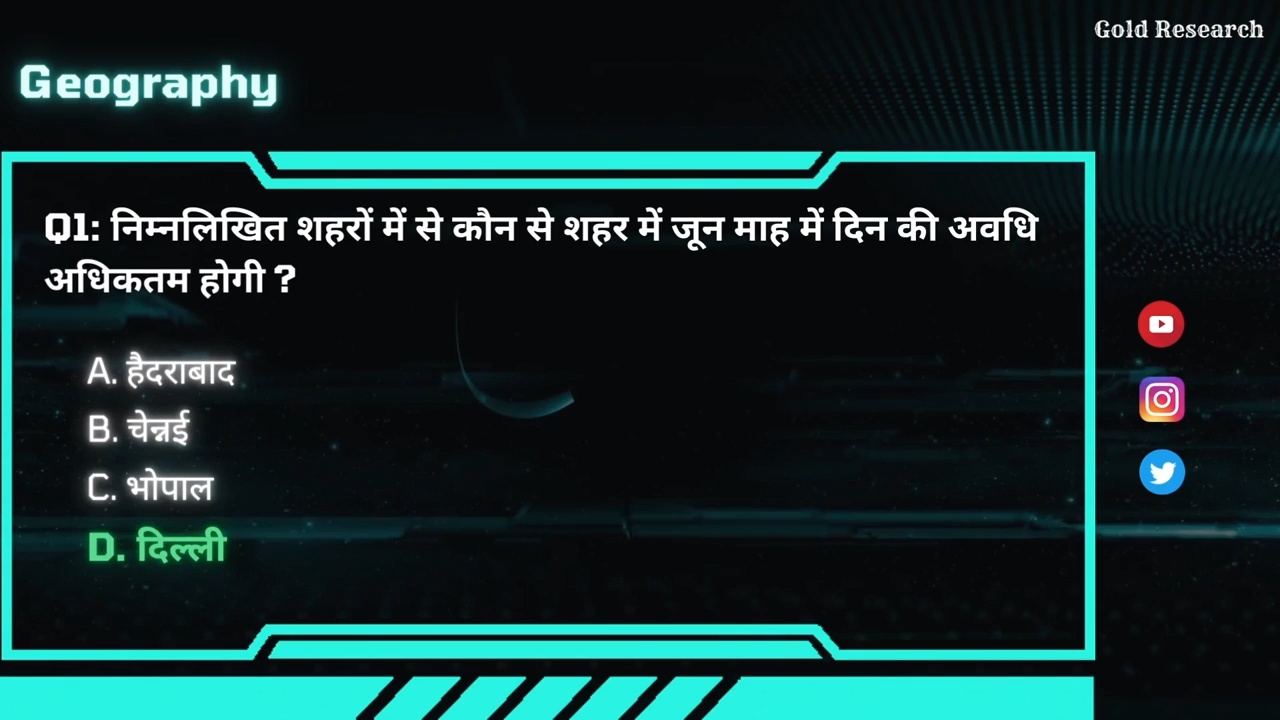 Gold Research
Geography
Q1: निम्नलिखित शहरों में से कौन से शहर में जून माह में दिन की अवधि
अधिकतम होगी ?
A. हैदराबाद
B. चेन्नई
C. भोपाल
D. दिल्ली